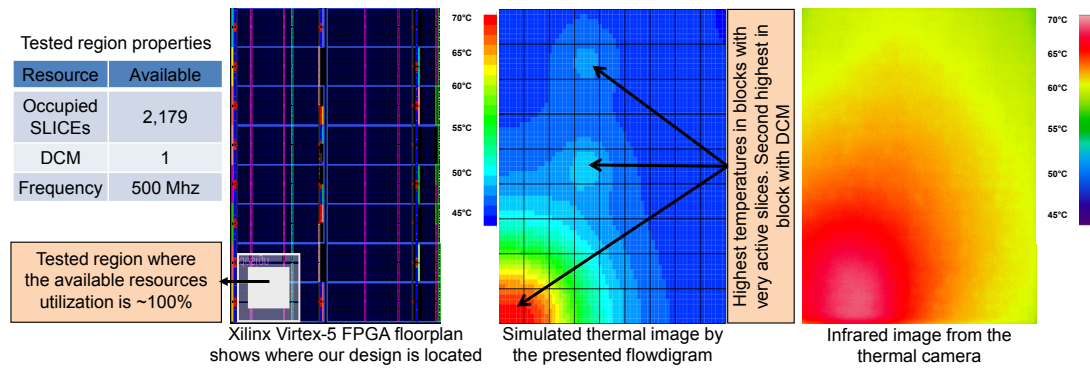 Tested region properties
Resource Available
Occupied SLICEs 2,179
DCM 1
Frequency 500 Mhz
Tested region where
the available resources
utilization is ~100%
Xilinx Virtex-5 FPGA floorplan
shows where our design is located
70°C
65°C
60°C
55°C
50°C
45°C
Simulated thermal image by
the presented flowdigram
Highest temperatures in blocks with
very active slices. Second highest in
block with DCM
Infrared image from the
thermal camera
70°C
65°C
60°C
55°C
50°C
45°C